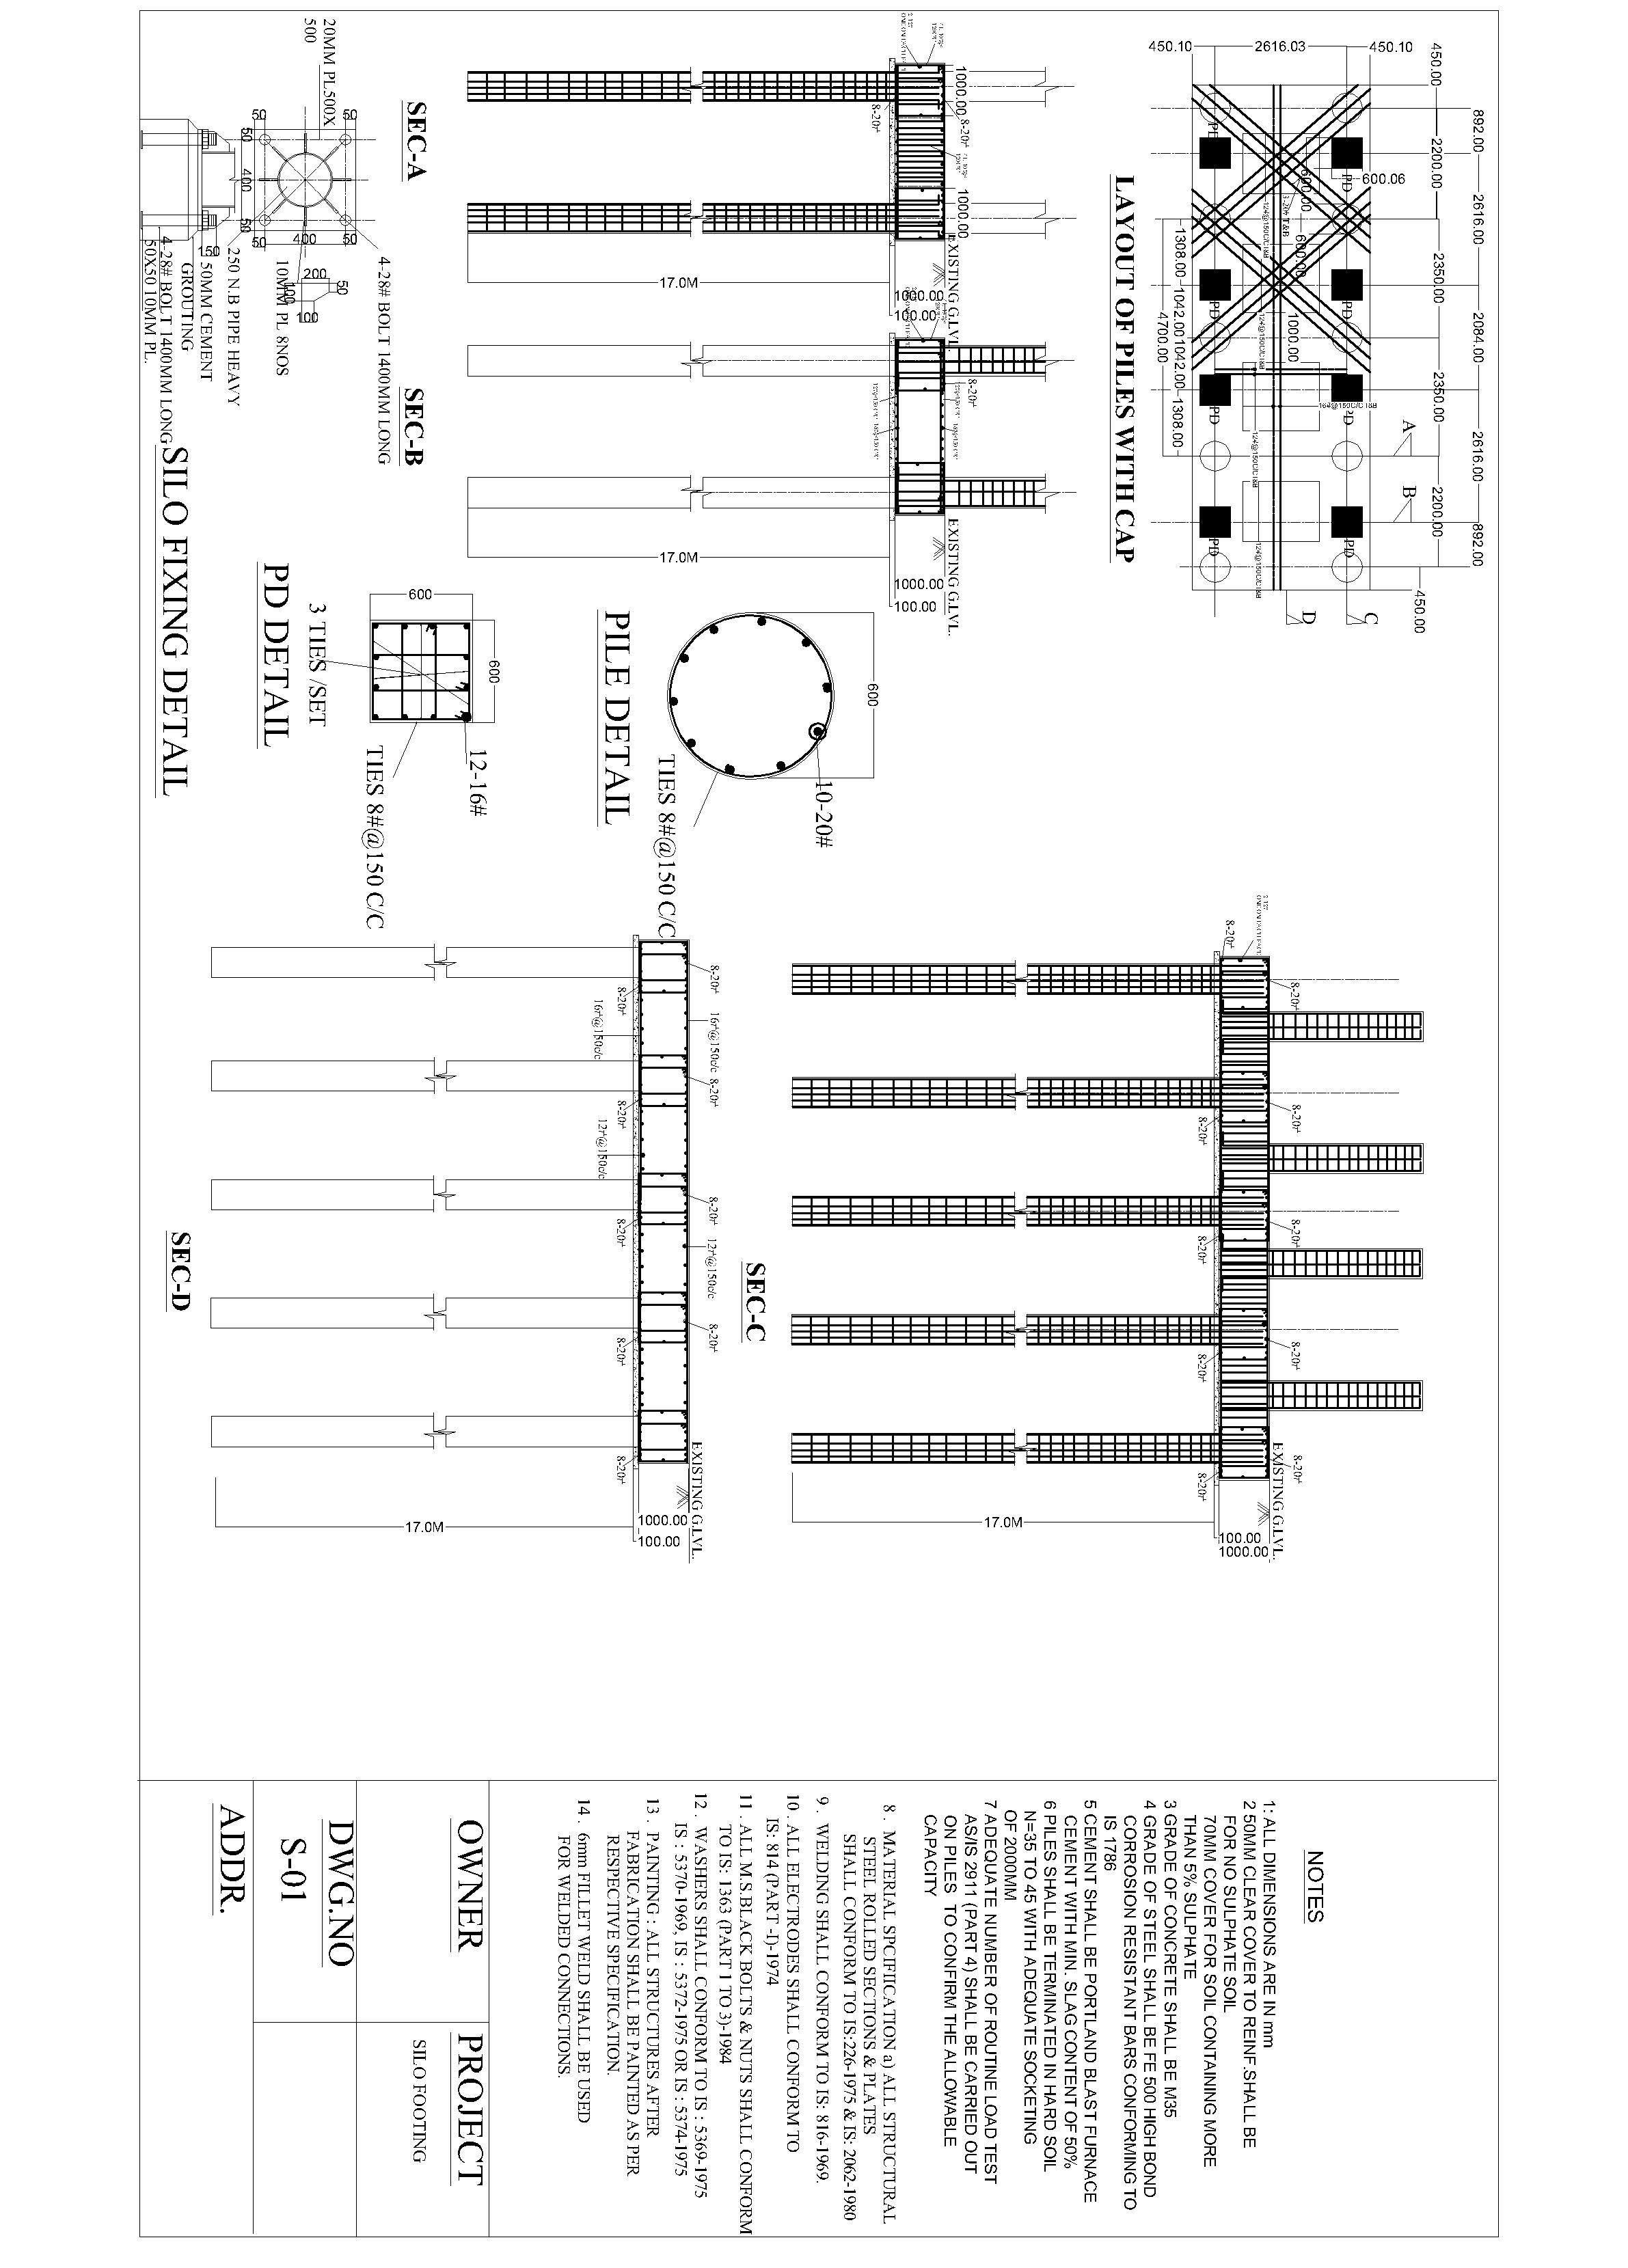 892.00 2616.00 2084.00 2616.00 892.00
450.00 2200.00 2350.00 2350.00 2200.00
450.00
A B
450.10
600.06
C
PD PD PD PD
16#@150C/CT&B
2616.03
600.00 600.00 1000.00
D
3-20# T&B
12#@150C/CT&B 12#@150C/CT&B 12#@150C/CT&B 12#@150C/CT&B
PD PD PD PD
450.10
1308.00 1042.00 1042.00 1308.00
4700.00
LAYOUT OF PILES WITH CAP
1000.00 8-20# 1000.00
EXISTING G.LVL.
1000.00
100.00
8-20#
17.0M
SEC-A
8-20#
EXISTING G.LVL.
1000.00
100.00
17.0M
SEC-B
600
10-20#
TIES 8#@150 C/C
PILE DETAIL
600
12-16#
600
TIES 8#@150 C/C
3 TIES /SET
PD DETAIL
4-28# BOLT 1400MM LONG
50 50
20MM PL500X
500
50
200 100
100
400
10MM PL 8NOS
50 50
50 400 50
250 N.B PIPE HEAVY
150
50MM CEMENT
GROUTING
4-28# BOLT 1400MM LONG
50X50 10MM PL.
SILO FIXING DETAIL
8-20# 8-20# 8-20# 8-20# 8-20#
EXISTING G.LVL.
8-20#
1000.00
1000.00
8-20# 8-20# 8-20# 8-20#
17.0M
SEC-C
8-20# 16#@150c/c 8-20# 8-20# 12#@150c/c 8-20#
EXISTING G.LVL.
1000.00
100.00
8-20# 8-20# 8-20# 8-20# 8-20#
16#@150c/c 12#@150c/c
17.0M
SEC-D
NOTES
1: ALL DIMENSIONS ARE IN mm
2 50MM CLEAR COVER TO REINF.SHALL BE
FOR NO SULPHATE SOIL
70MM COVER FOR SOIL CONTAINING MORE
THAN 5% SULPHATE
3 GRADE OF CONCRETE SHALL BE M35
4 GRADE OF STEEL SHALL BE FE 500 HIGH BOND
CORROSION RESISTANT BARS CONFORMING TO
IS 1786
5 CEMENT SHALL BE PORTLAND BLAST FURNACE
CEMENT WITH MIN. SLAG CONTENT OF 50%
6 PILES SHALL BE TERMINATED IN HARD SOIL
N=35 TO 45 WITH ADEQUATE SOCKETING
OF 2000MM
7 ADEQUATE NUMBER OF ROUTINE LOAD TEST
AS/IS 2911 (PART 4) SHALL BE CARRIED OUT
ON PILES TO CONFIRM THE ALLOWABLE
CAPACITY
8 . MATERIAL SPCIFIICATION a) ALL STRUCTURAL
STEEL ROLLED SECTIONS & PLATES
SHALL CONFORM TO IS:226-1975 & IS: 2062-1980
9 . WELDING SHALL CONFORM TO IS: 816-1969.
10 . ALL ELECTRODES SHALL CONFORM TO
IS: 814 (PART -I)-1974
11 . ALL M.S.BLACK BOLTS & NUTS SHALL CONFORM
TO IS: 1363 (PART 1 TO 3)-1984
12 . WASHERS SHALL CONFORM TO IS : 5369-1975
IS : 5370-1969, IS : 5372-1975 OR IS : 5374-1975
13 . PAINTING : ALL STRUCTURES AFTER
FABRICATION SHALL BE PAINTED AS PER
RESPECTIVE SPECIFICATION.
14 . 6mm FILLET WELD SHALL BE USED
FOR WELDED CONNECTIONS.
OWNER
PROJECT
SILO FOOTING
DWG.NO
S-01
ADDR.